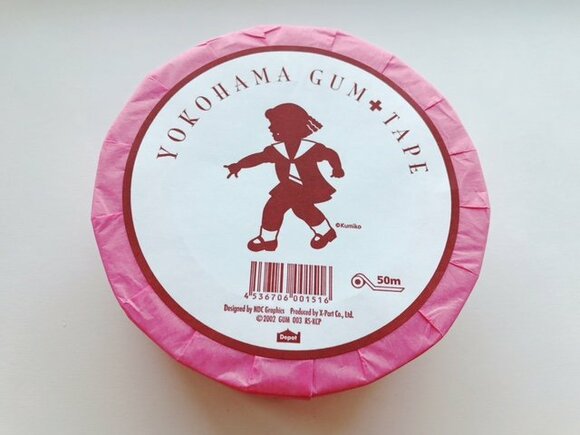 YOKOHAMA GUM TAPE
©Kumiko
50m
4 536706 001516
Designed by NDC Graphics Produced by X-Port Co., Ltd.
©2002 GUM 003 RS-KCP
Depot